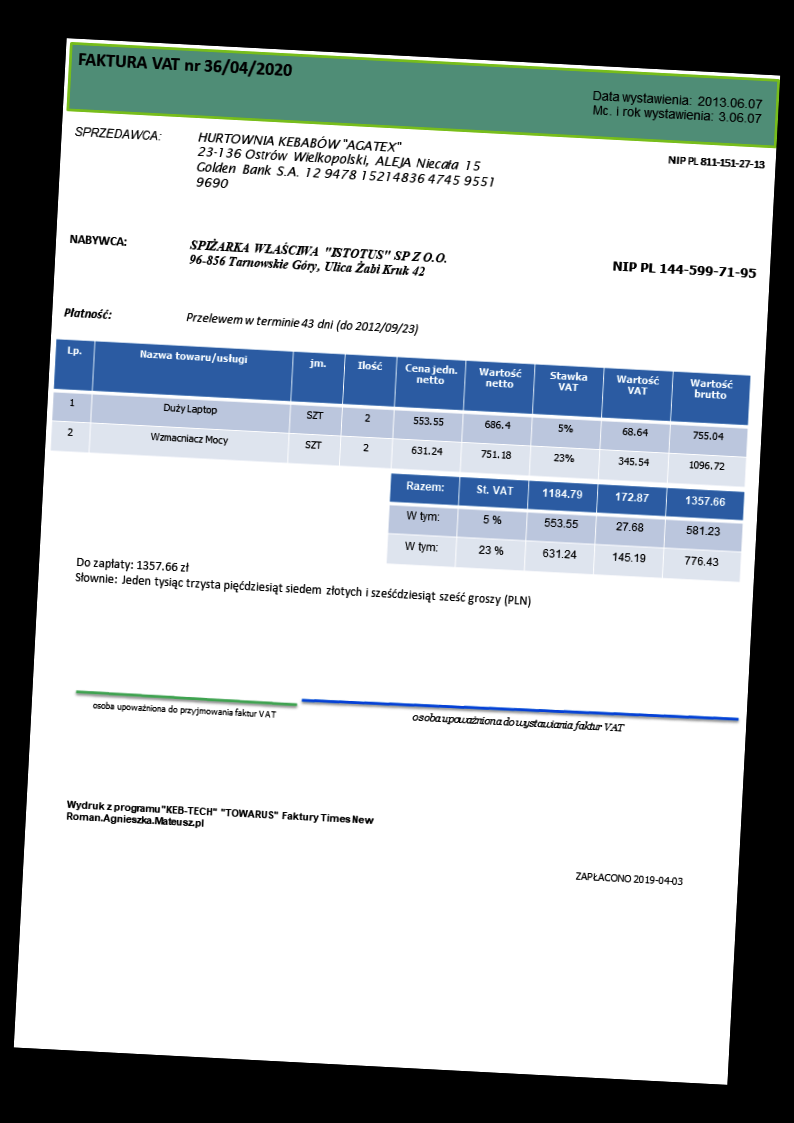 FAKTURA VAT nr 36/04/2020
Data wystawienia: 2013.06.07
Mc. i rok wystawienia: 3.06.07
SPRZEDAWCA:
HURTOWNIA KEBABÓW "AGATEX"
23-136 Ostrów Wielkopolski, ALEJA Niecała 15
Golden Bank S.A. 12 9478 15214836 4745 9551
9690
NIP PL 811-151-27-13
NABYWCA:
SPIŻARKA WŁAŚCIWA "ISTOTUS" SP Z O.O.
96-856 Tarnowskie Góry, Ulica Żabi Kruk 42
NIP PL 144-599-71-95
Płatność:
Przelewem w terminie 43 dni (do 2012/09/23)
Lp. Nazwa towaru/usługi jm. Ilość Cena jedn. netto Wartość netto Stawka VAT Wartość VAT Wartość brutto
1 Duży Laptop SZT 2 553.55 686.4 5% 68.64 755.04
2 Wzmacniacz Mocy SZT 2 631.24 751.18 23% 345.54 1096.72
Razem: St. VAT 1184.79 172.87 1357.66
W tym: 5 % 553.55 27.68 581.23
W tym: 23 % 631.24 145.19 776.43
Do zapłaty: 1357.66 zł
Słownie: Jeden tysiąc trzysta pięćdziesiąt siedem złotych i sześćdziesiąt sześć groszy (PLN)
osoba upoważniona do przyjmowania faktur VAT
osoba upoważniona do wystawiania faktur VAT
Wydruk z programu "KEB-TECH" "TOWARUS" Faktury Times New
Roman.Agnieszka.Mateusz.pl
ZAPŁACONO 2019-04-03